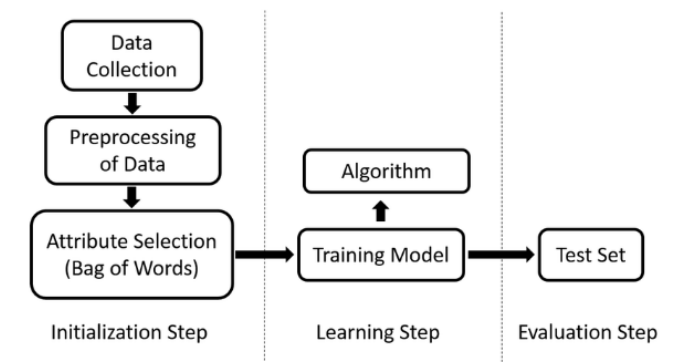 Data
Collection
Preprocessing
of Data
Attribute Selection
(Bag of Words)
Initialization Step
Algorithm
Training Model
Learning Step
Test Set
Evaluation Step